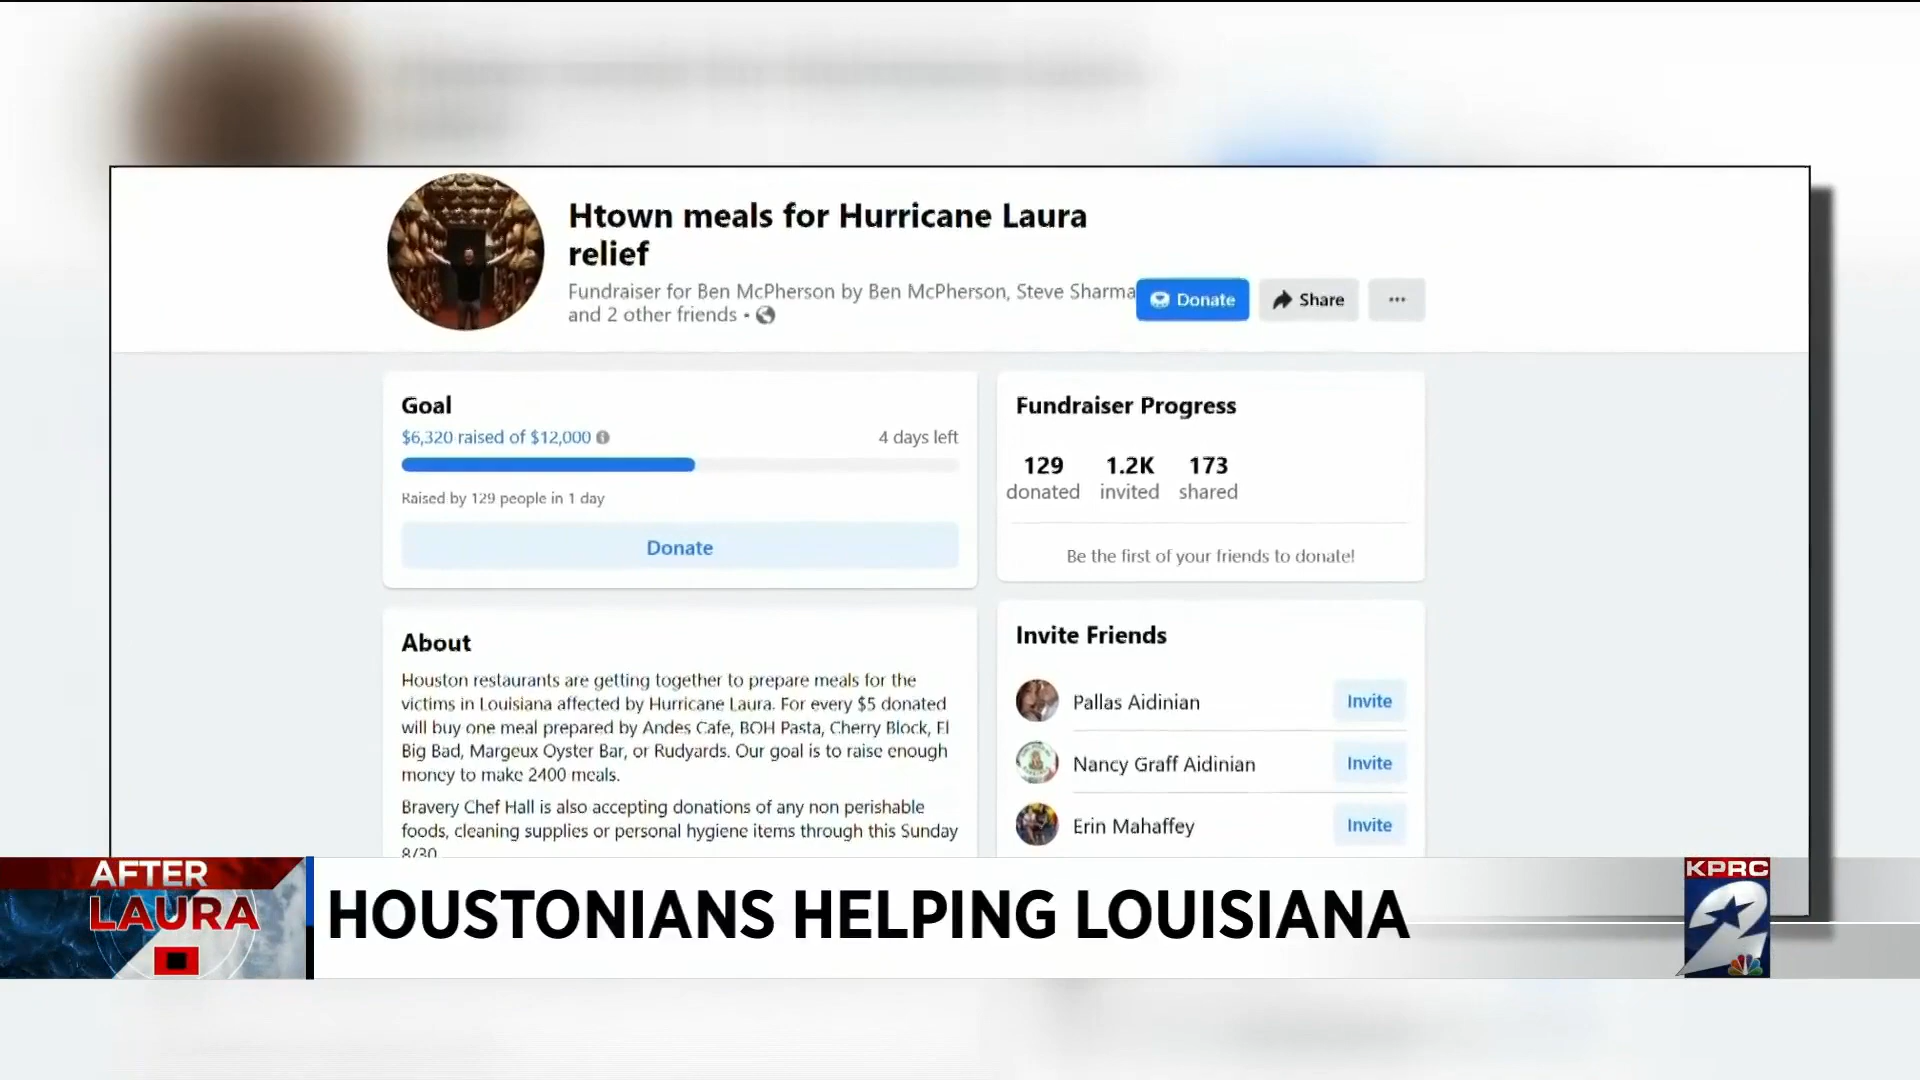 Htown meals for Hurricane Laura
relief
Fundraiser for Ben McPherson by Ben McPherson, Steve Sharma
and 2 other friends •
Donate
Share
...
Goal
$6,320 raised of $12,000
4 days left
Raised by 129 people in 1 day
Donate
Fundraiser Progress
129 1.2K 173
donated invited shared
Be the first of your friends to donate!
About
Houston restaurants are getting together to prepare meals for the
victims in Louisiana affected by Hurricane Laura. For every $5 donated
will buy one meal prepared by Andes Cafe, BOH Pasta, Cherry Block, El
Big Bad, Margeux Oyster Bar, or Rudyards. Our goal is to raise enough
money to make 2400 meals.
Bravery Chef Hall is also accepting donations of any non perishable
foods, cleaning supplies or personal hygiene items through this Sunday
8/30
Invite Friends
Pallas Aidinian Invite
Nancy Graff Aidinian Invite
Erin Mahaffey Invite
AFTER
LAURA
HOUSTONIANS HELPING LOUISIANA
KPRC
2